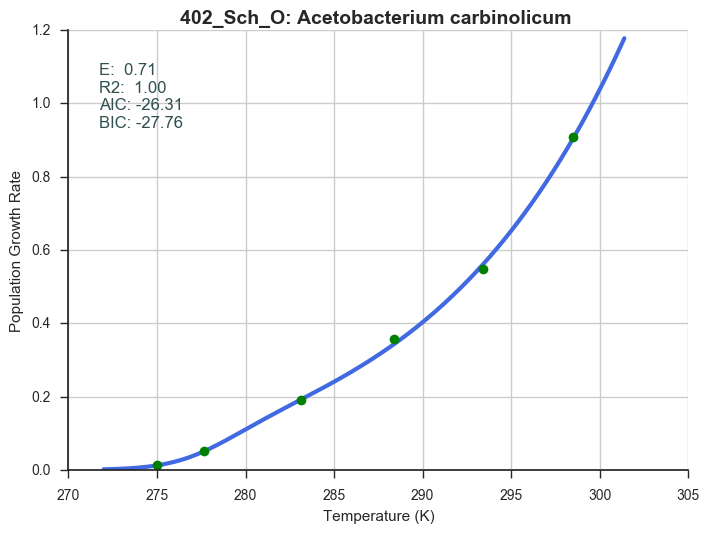 402_Sch_O: Acetobacterium carbinolicum
E:  0.71
R2:  1.00
AIC: -26.31
BIC: -27.76
Population Growth Rate
1.2
1.0
0.8
0.6
0.4
0.2
0.0
270 275 280 285 290 295 300 305
Temperature (K)